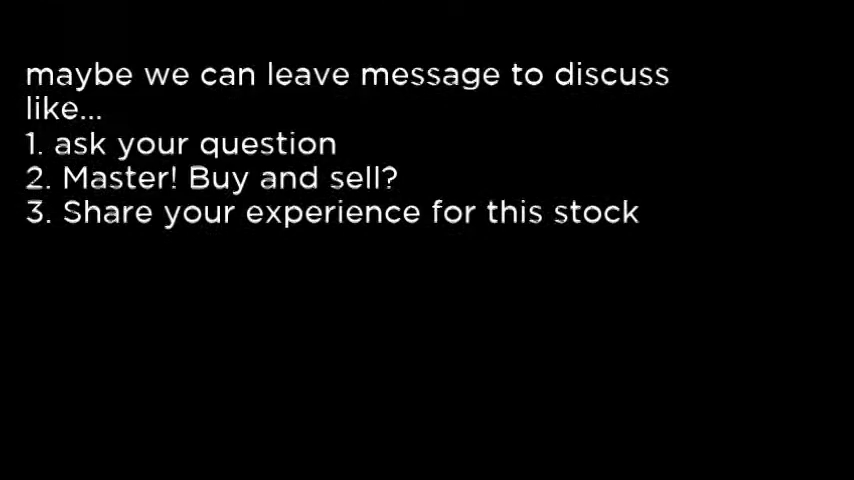 maybe we can leave message to discuss
like...
1. ask your question
2. Master! Buy and sell?
3. Share your experience for this stock